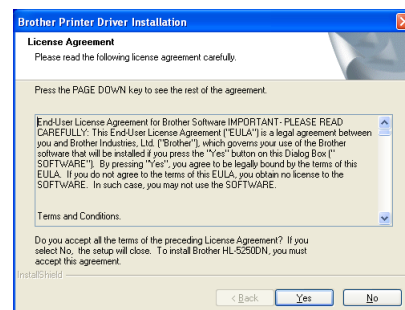 Brother Printer Driver Installation
License Agreement
Please read the following license agreement carefully.
Press the PAGE DOWN key to see the rest of the agreement.
End-User License Agreement for Brother Software IMPORTANT- PLEASE READ
CAREFULLY: This End-User License Agreement ("EULA") is a legal agreement between
you and Brother Industries, Ltd. ("Brother"), which governs your use of the Brother
software that will be installed if you press the "Yes" button on this Dialog Box ("
SOFTWARE"). By pressing "Yes", you agree to be legally bound by the terms of this
EULA. If you do not agree to the terms of this EULA, you obtain no license to the
SOFTWARE. In such case, you may not use the SOFTWARE.
Terms and Conditions.
Do you accept all the terms of the preceding License Agreement? If you
select No, the setup will close. To install Brother HL-5250DN, you must
accept this agreement.
InstallShield
< Back
Yes
No